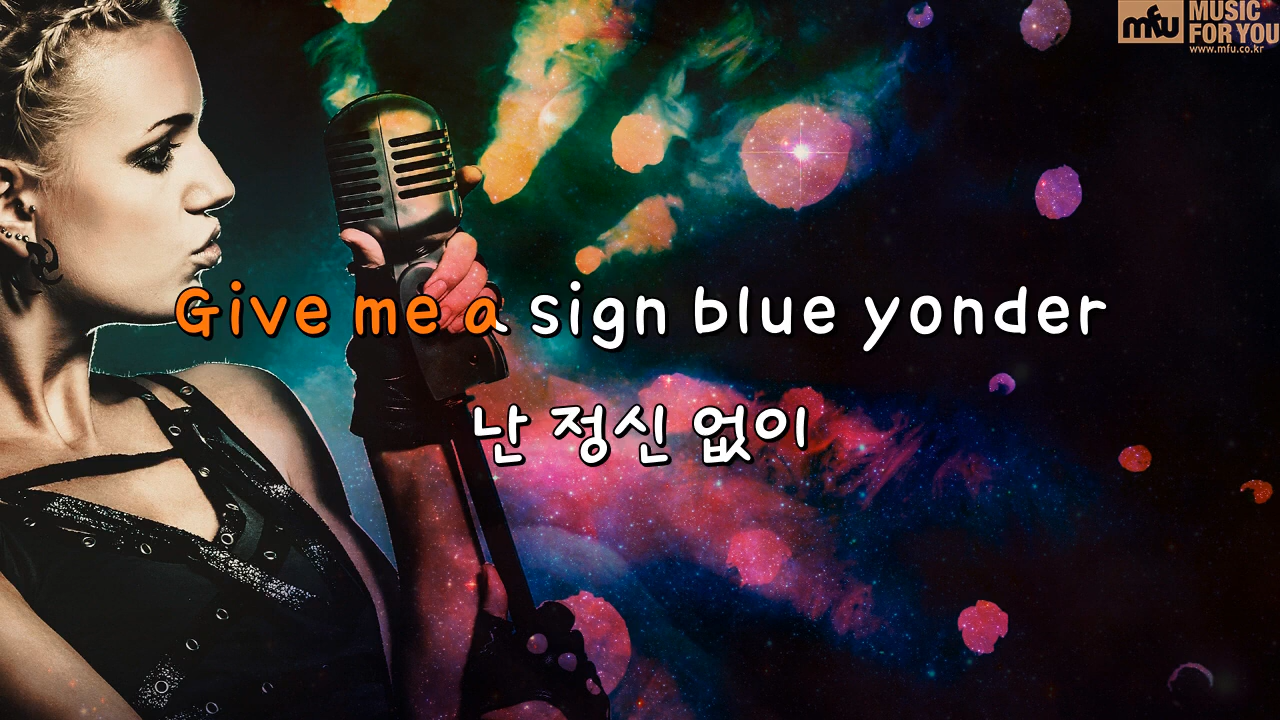 mfu MUSIC
FOR YOU
www.mfu.co.kr
Give me a sign blue yonder
난 정신 없이